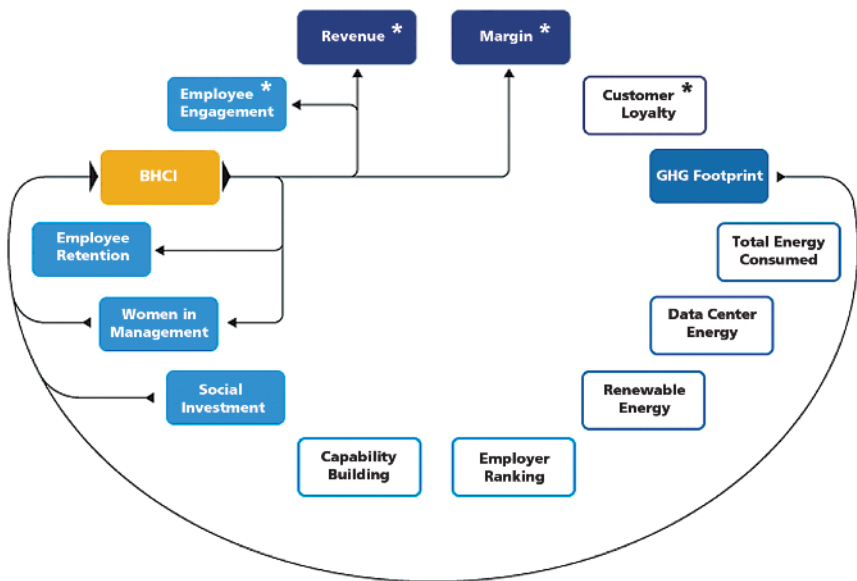 Revenue *
Margin *
Employee *
Engagement
Customer *
Loyalty
BHCI
GHG Footprint
Employee
Retention
Total Energy
Consumed
Women in
Management
Data Center
Energy
Social
Investment
Renewable
Energy
Capability
Building
Employer
Ranking